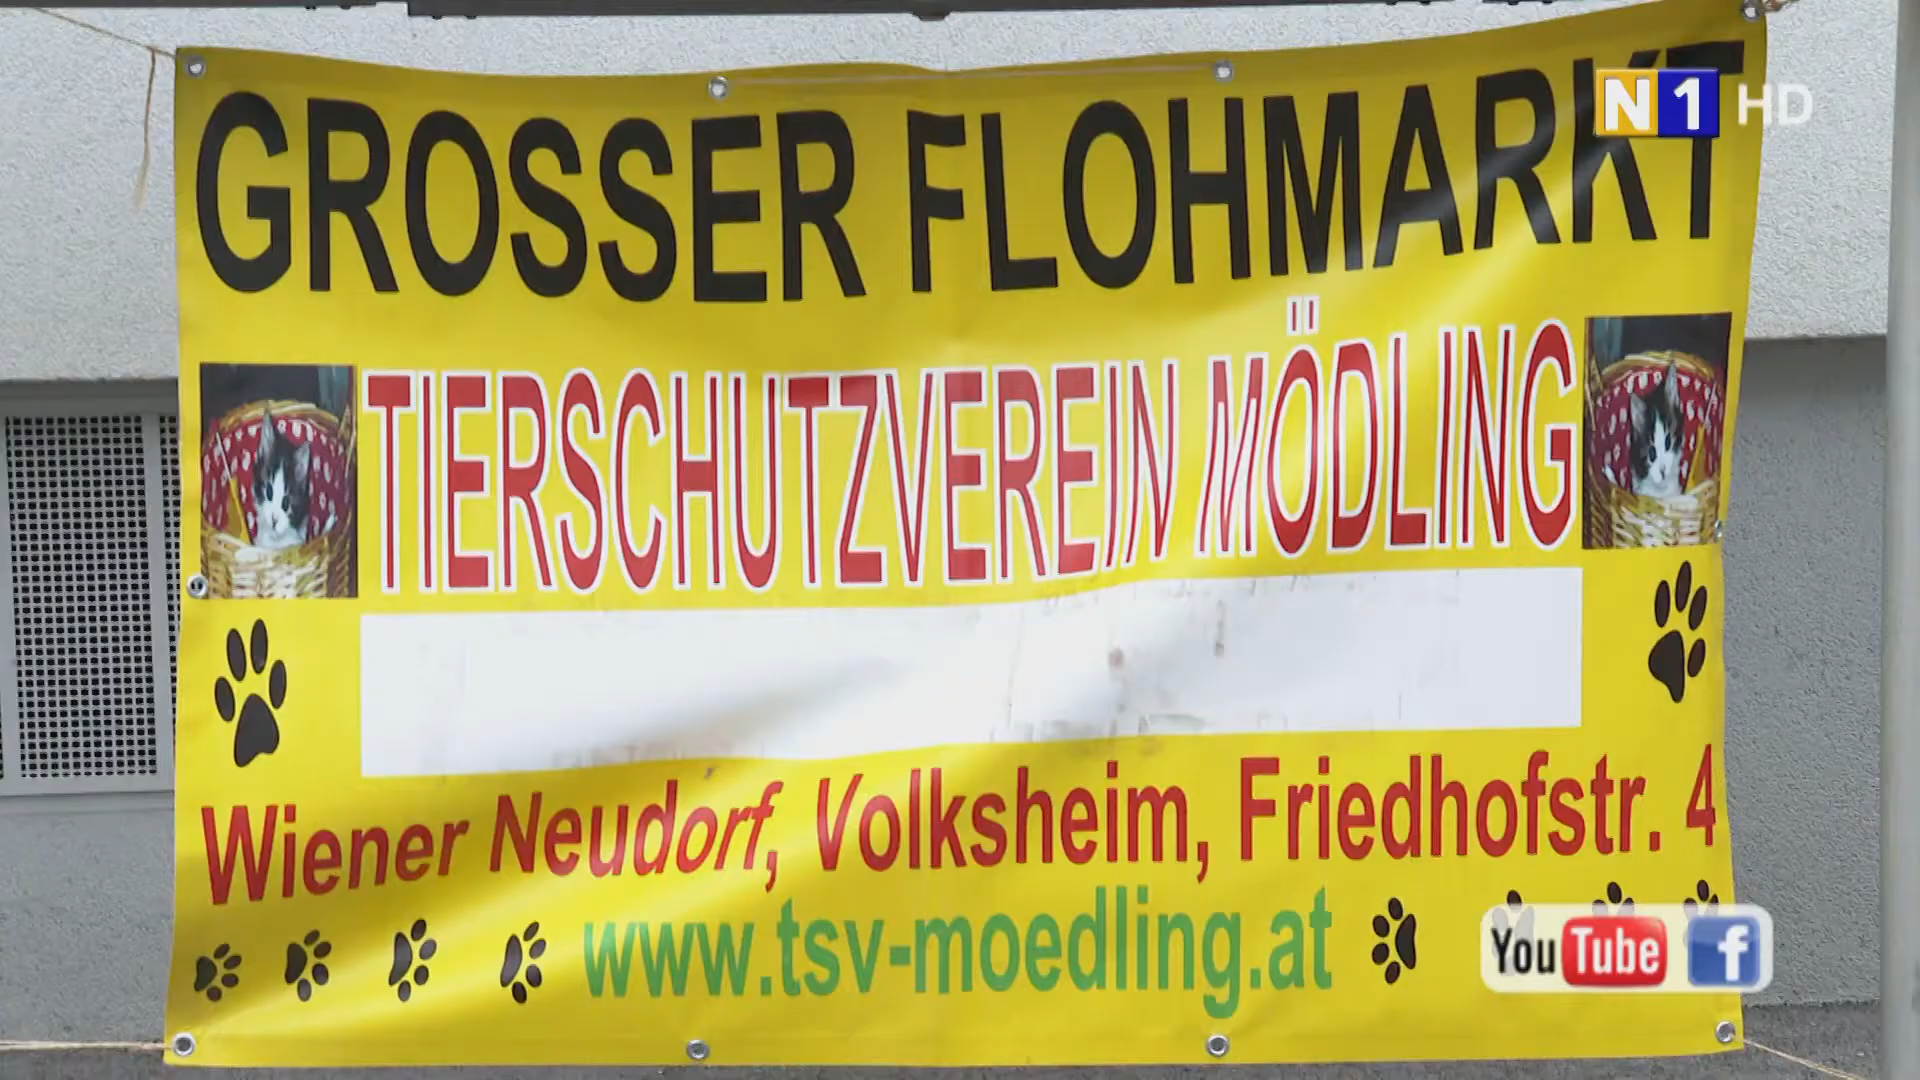 GROSSER FLOHMARKT
N1 HD
TIERSCHUTZVEREIN MÖDLING
Wiener Neudorf, Volksheim, Friedhofstr. 4
www.tsv-moedling.at
YouTube f